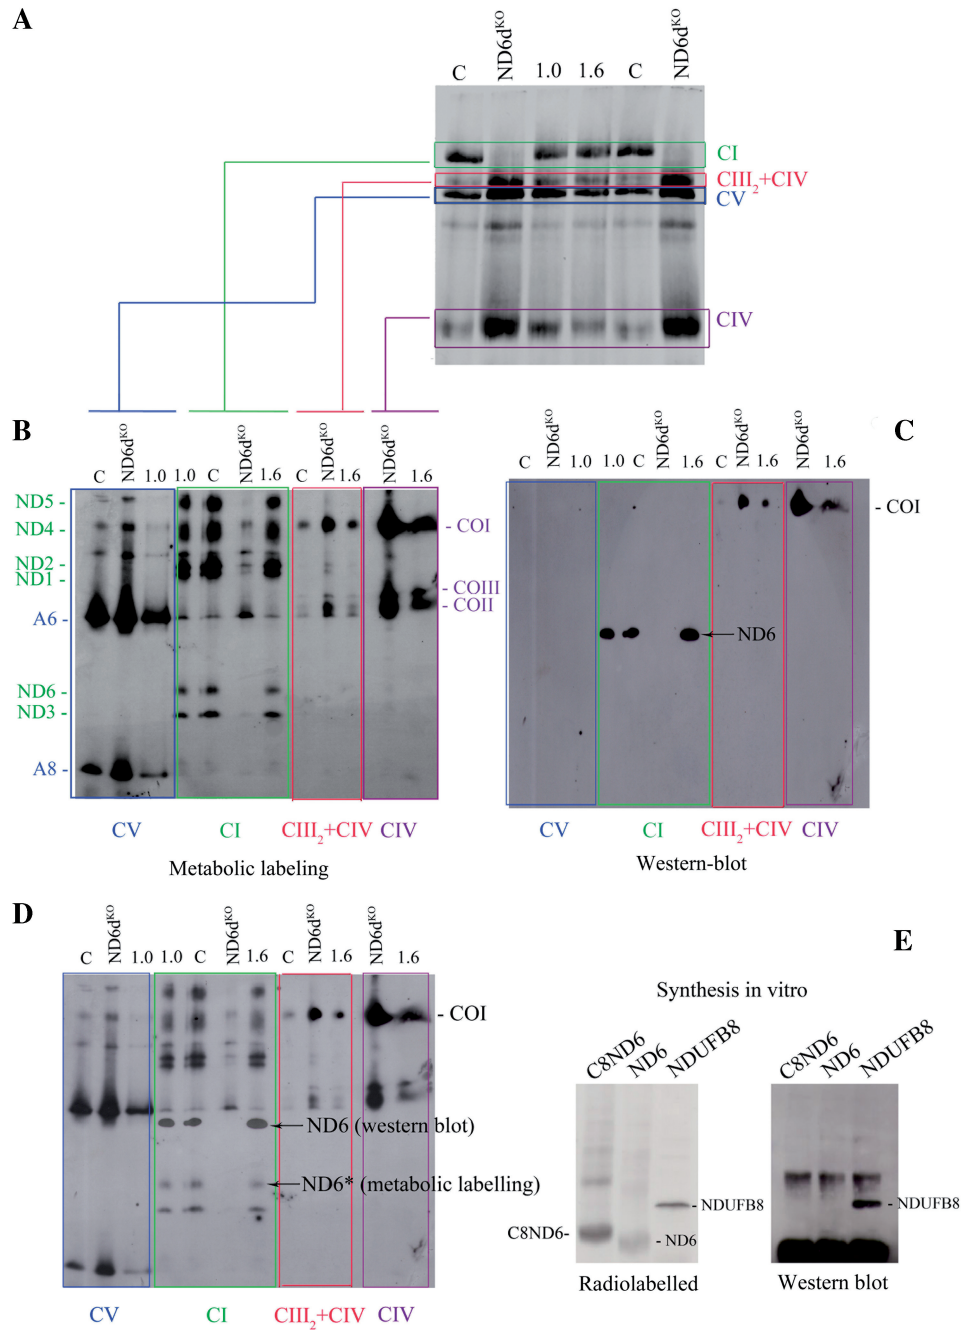 A
C ND6dKO 1.0 1.6 C ND6dKO
CI
CIII2+CIV
CV
CIV
B
C ND6dKO 1.0 1.0 C ND6dKO 1.6 C ND6dKO 1.6 ND6dKO 1.6
ND5 -
ND4 -
ND2 -
ND1 -
A6 -
ND6 -
ND3 -
A8 -
- COI
- COIII
- COII
CV CI CIII2+CIV CIV
Metabolic labeling
C
C ND6dKO 1.0 1.0 C ND6dKO 1.6 C ND6dKO 1.6 ND6dKO 1.6
- COI
ND6
CV CI CIII2+CIV CIV
Western-blot
D
C ND6dKO 1.0 1.0 C ND6dKO 1.6 C ND6dKO 1.6 ND6dKO 1.6
- COI
ND6 (western blot)
ND6* (metabolic labelling)
CV CI CIII2+CIV CIV
E
Synthesis in vitro
C8ND6 ND6 NDUFB8
- NDUFB8
C8ND6-
- ND6
Radiolabelled
C8ND6 ND6 NDUFB8
- NDUFB8
Western blot